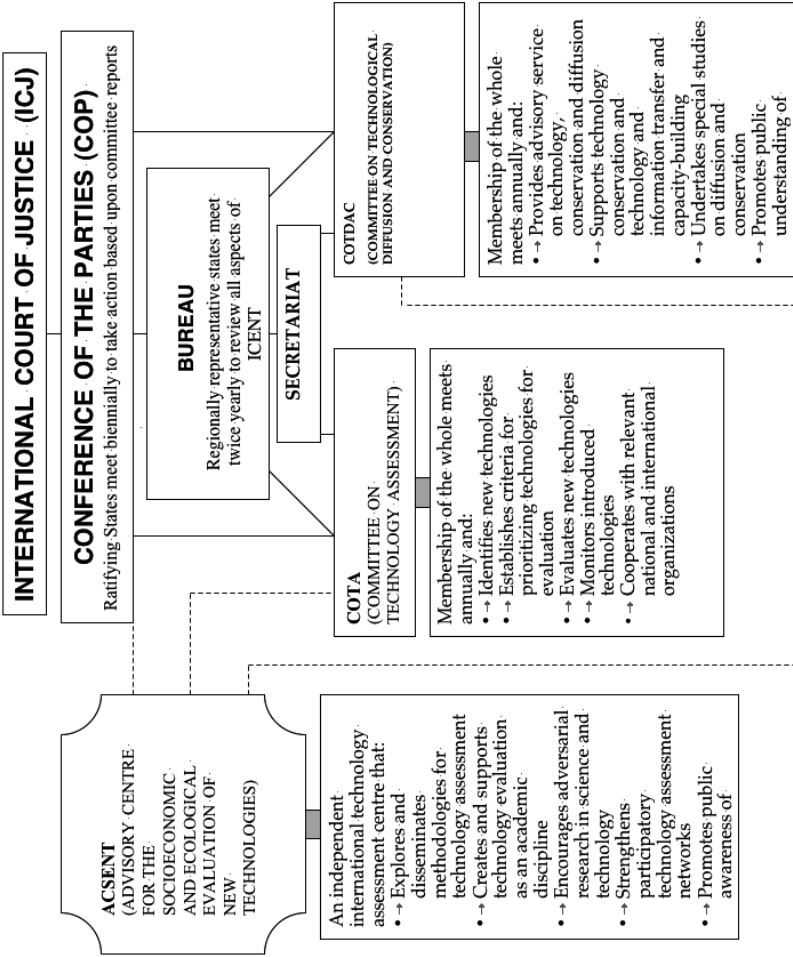 INTERNATIONAL COURT OF JUSTICE (ICJ)
CONFERENCE OF THE PARTIES (COP)
Ratifying States meet biennially to take action based upon committee reports
BUREAU
Regionally representative states meet
twice yearly to review all aspects of
ICENT
SECRETARIAT
ACSENT
(ADVISORY CENTRE
FOR THE
SOCIOECONOMIC
AND ECOLOGICAL
EVALUATION OF
NEW
TECHNOLOGIES)
An independent
international technology
assessment centre that:
• → Explores and
disseminates
methodologies for
technology assessment
• → Creates and supports
technology evaluation
as an academic
discipline
• → Encourages adversarial
research in science and
technology
• → Strengthens
participatory
technology assessment
networks
• → Promotes public
awareness of
COTA
(COMMITTEE ON
TECHNOLOGY ASSESSMENT)
Membership of the whole meets
annually and:
• → Identifies new technologies
• → Establishes criteria for
prioritizing technologies for
evaluation
• → Evaluates new technologies
• → Monitors introduced
technologies
• → Cooperates with relevant
national and international
organizations
COTDAC
(COMMITTEE ON TECHNOLOGICAL
DIFFUSION AND CONSERVATION)
Membership of the whole
meets annually and:
• → Provides advisory service
on technology,
conservation and diffusion
• → Supports technology
conservation and
technology and
information transfer and
capacity-building
• → Undertakes special studies
on diffusion and
conservation
• → Promotes public
understanding of